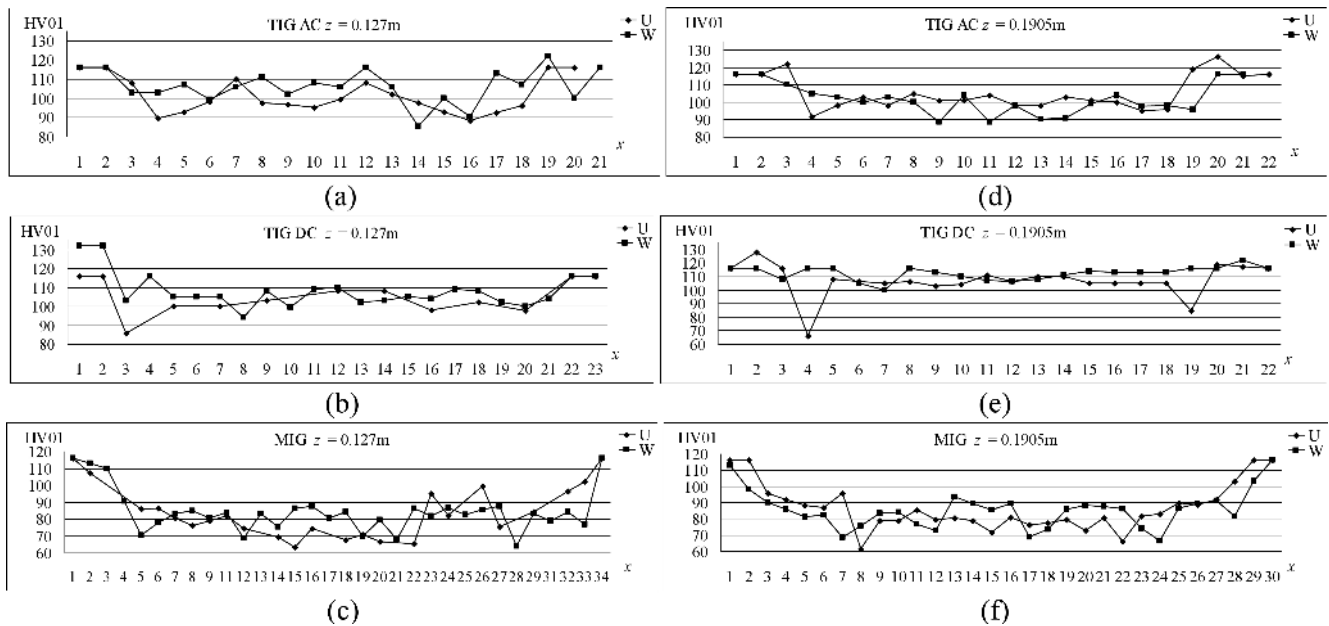 HV01
TIG AC z = 0.127m
U
W
130
120
110
100
90
80
1 2 3 4 5 6 7 8 9 10 11 12 13 14 15 16 17 18 19 20 21
x
(a)
HV01
TIG AC z = 0.1905m
U
W
130
120
110
100
90
80
1 2 3 4 5 6 7 8 9 10 11 12 13 14 15 16 17 18 19 20 21 22
x
(d)
HV01
TIG DC z = 0.127m
U
W
130
120
110
100
90
80
1 2 3 4 5 6 7 8 9 10 11 12 13 14 15 16 17 18 19 20 21 22 23
x
(b)
HV01
TIG DC z = 0.1905m
U
W
130
120
110
100
90
80
70
60
1 2 3 4 5 6 7 8 9 10 11 12 13 14 15 16 17 18 19 20 21 22
x
(e)
HV01
MIG z = 0.127m
U
W
120
110
100
90
80
70
60
1 2 3 4 5 6 7 8 9 11 12 13 14 15 16 17 18 19 20 21 22 23 24 25 26 27 28 29 31 32 33 34
x
(c)
HV01
MIG z = 0.1905m
U
W
120
110
100
90
80
70
60
1 2 3 4 5 6 7 8 9 10 11 12 13 14 15 16 17 18 19 20 21 22 23 24 25 26 27 28 29 30
x
(f)